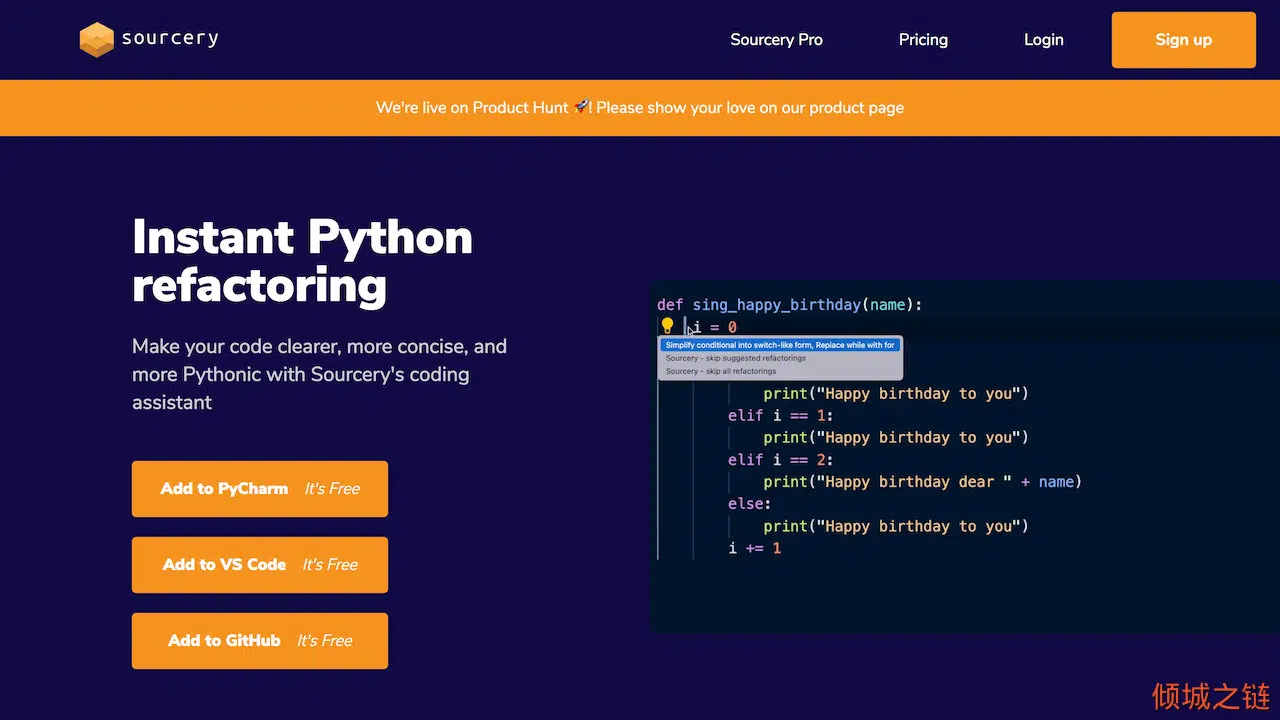 sourcery
Sourcery Pro
Pricing
Login
Sign up
We're live on Product Hunt 🚀! Please show your love on our product page
Instant Python
refactoring
Make your code clearer, more concise, and
more Pythonic with Sourcery's coding
assistant
Add to PyCharm It's Free
Add to VS Code It's Free
Add to GitHub It's Free
def sing_happy_birthday(name):
i = 0
Simplify conditional into switch-like form, Replace while with for
Sourcery - skip suggested refactorings
Sourcery - skip all refactorings
print("Happy birthday to you")
elif i == 1:
print("Happy birthday to you")
elif i == 2:
print("Happy birthday dear " + name)
else:
print("Happy birthday to you")
i += 1
倾城之链